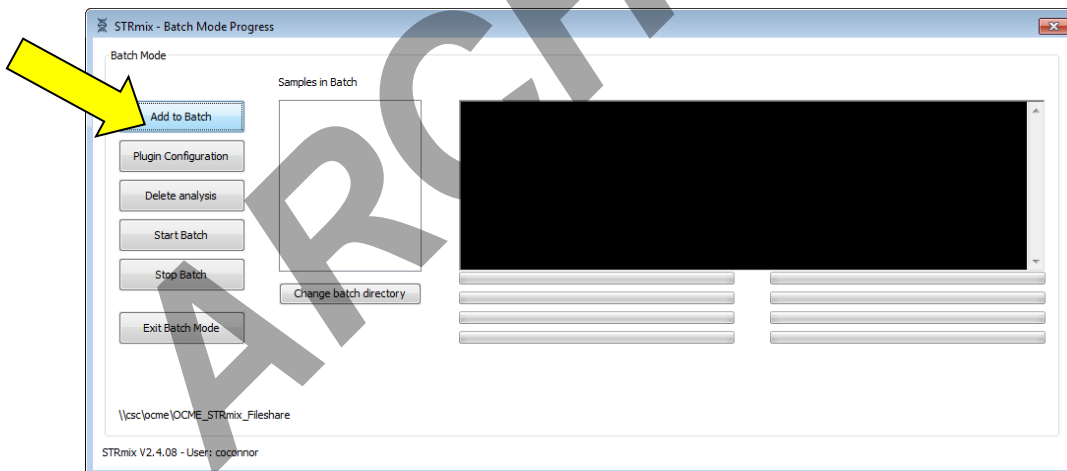 STRmix - Batch Mode Progress
Batch Mode
Samples in Batch
Add to Batch
Plugin Configuration
Delete analysis
Start Batch
Stop Batch
Change batch directory
Exit Batch Mode
\\csc\ocme\OCME_STRmix_Fileshare
STRmix V2.4.08 - User: coconnor
ARCH